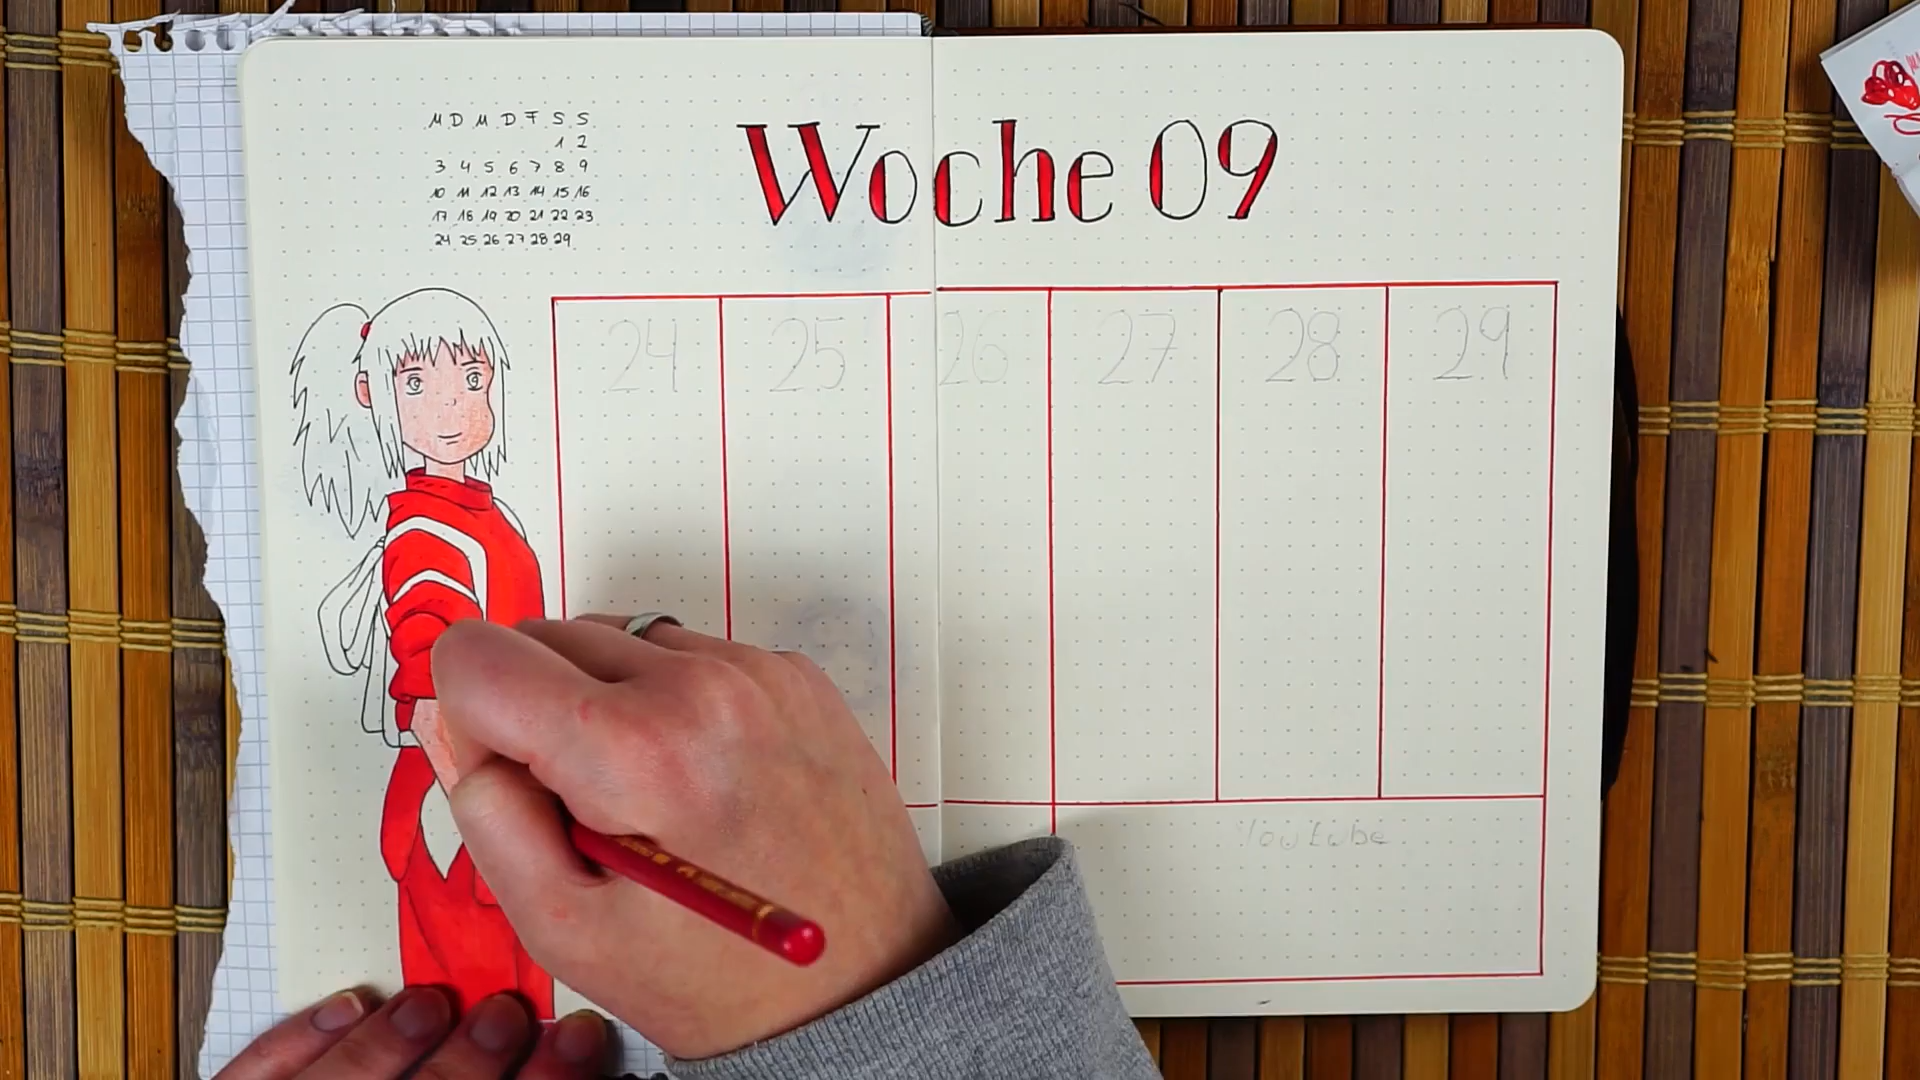 M D M D F S S
1 2
3 4 5 6 7 8 9
10 11 12 13 14 15 16
17 18 19 20 21 22 23
24 25 26 27 28 29
Woche 09
24 25 26 27 28 29
Youtube